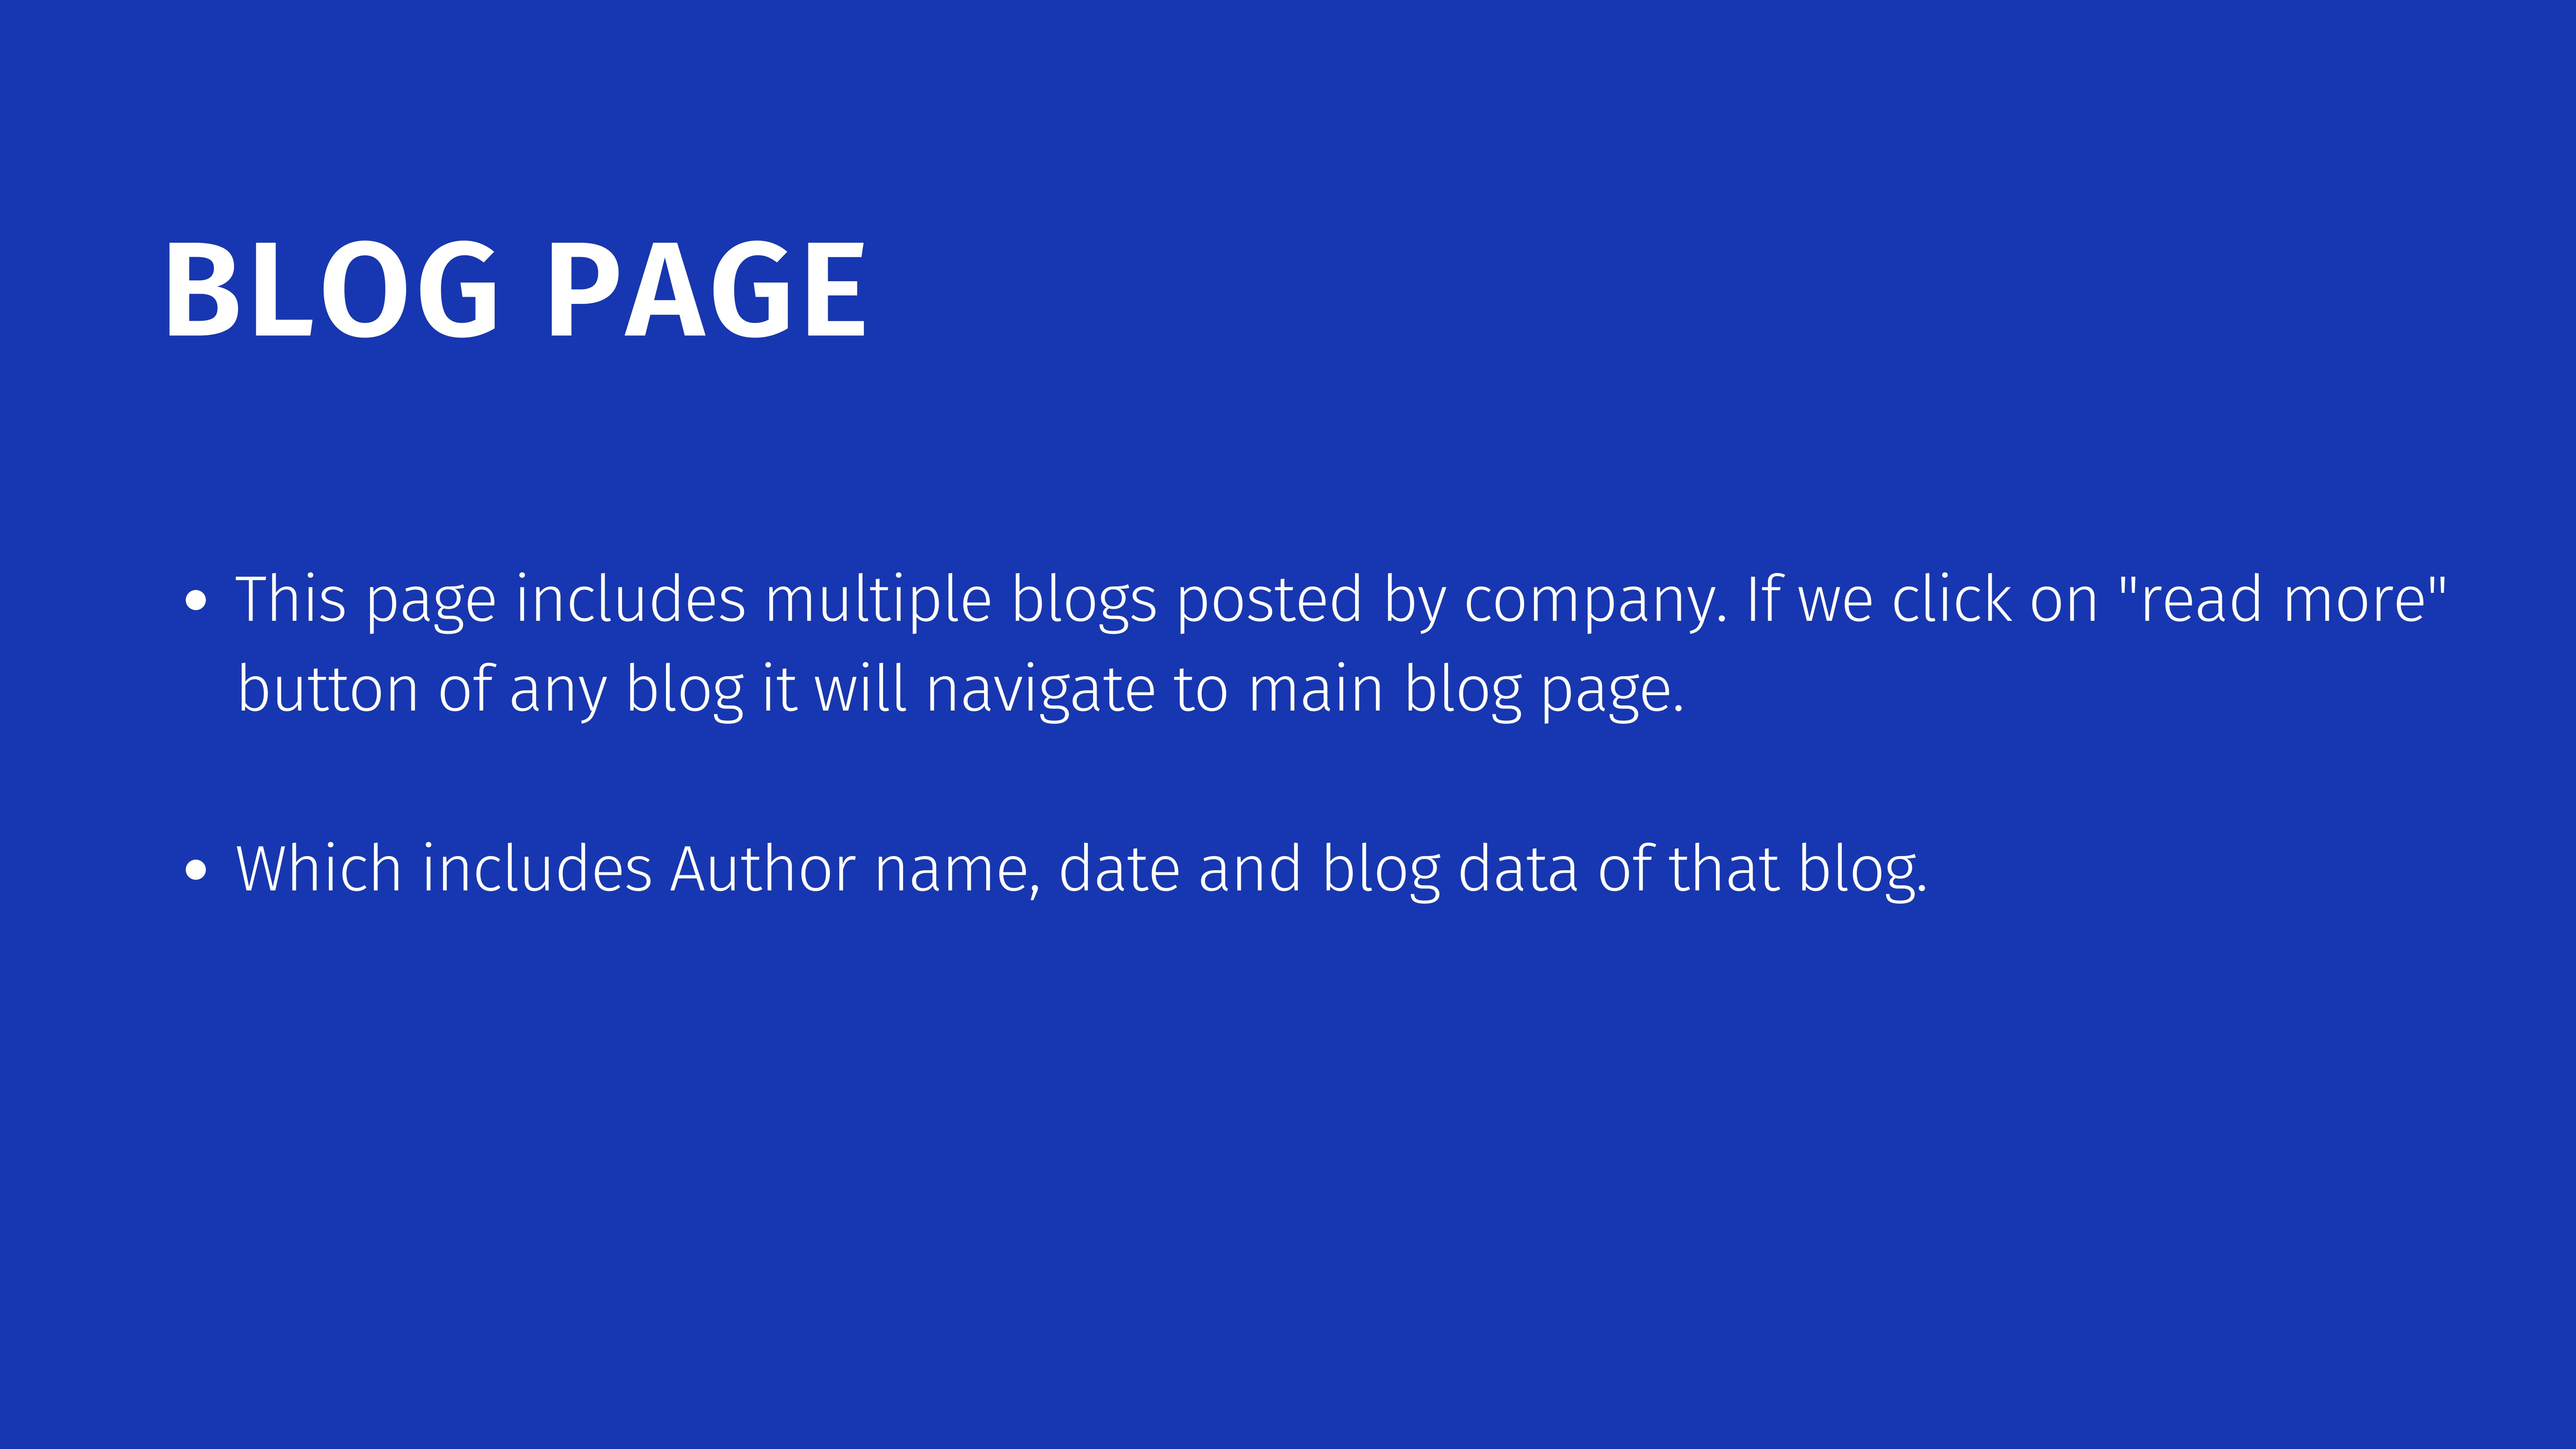 BLOG PAGE
• This page includes multiple blogs posted by company. If we click on "read more"
button of any blog it will navigate to main blog page.
• Which includes Author name, date and blog data of that blog.